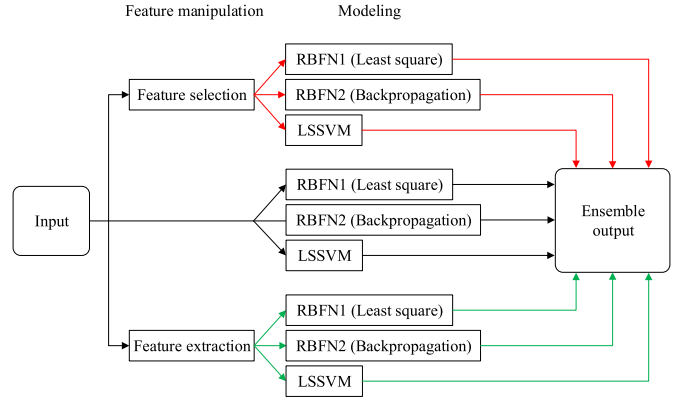 Feature manipulation
Modeling
RBFN1 (Least square)
Feature selection
RBFN2 (Backpropagation)
LSSVM
Input
RBFN1 (Least square)
RBFN2 (Backpropagation)
LSSVM
Ensemble
output
RBFN1 (Least square)
Feature extraction
RBFN2 (Backpropagation)
LSSVM